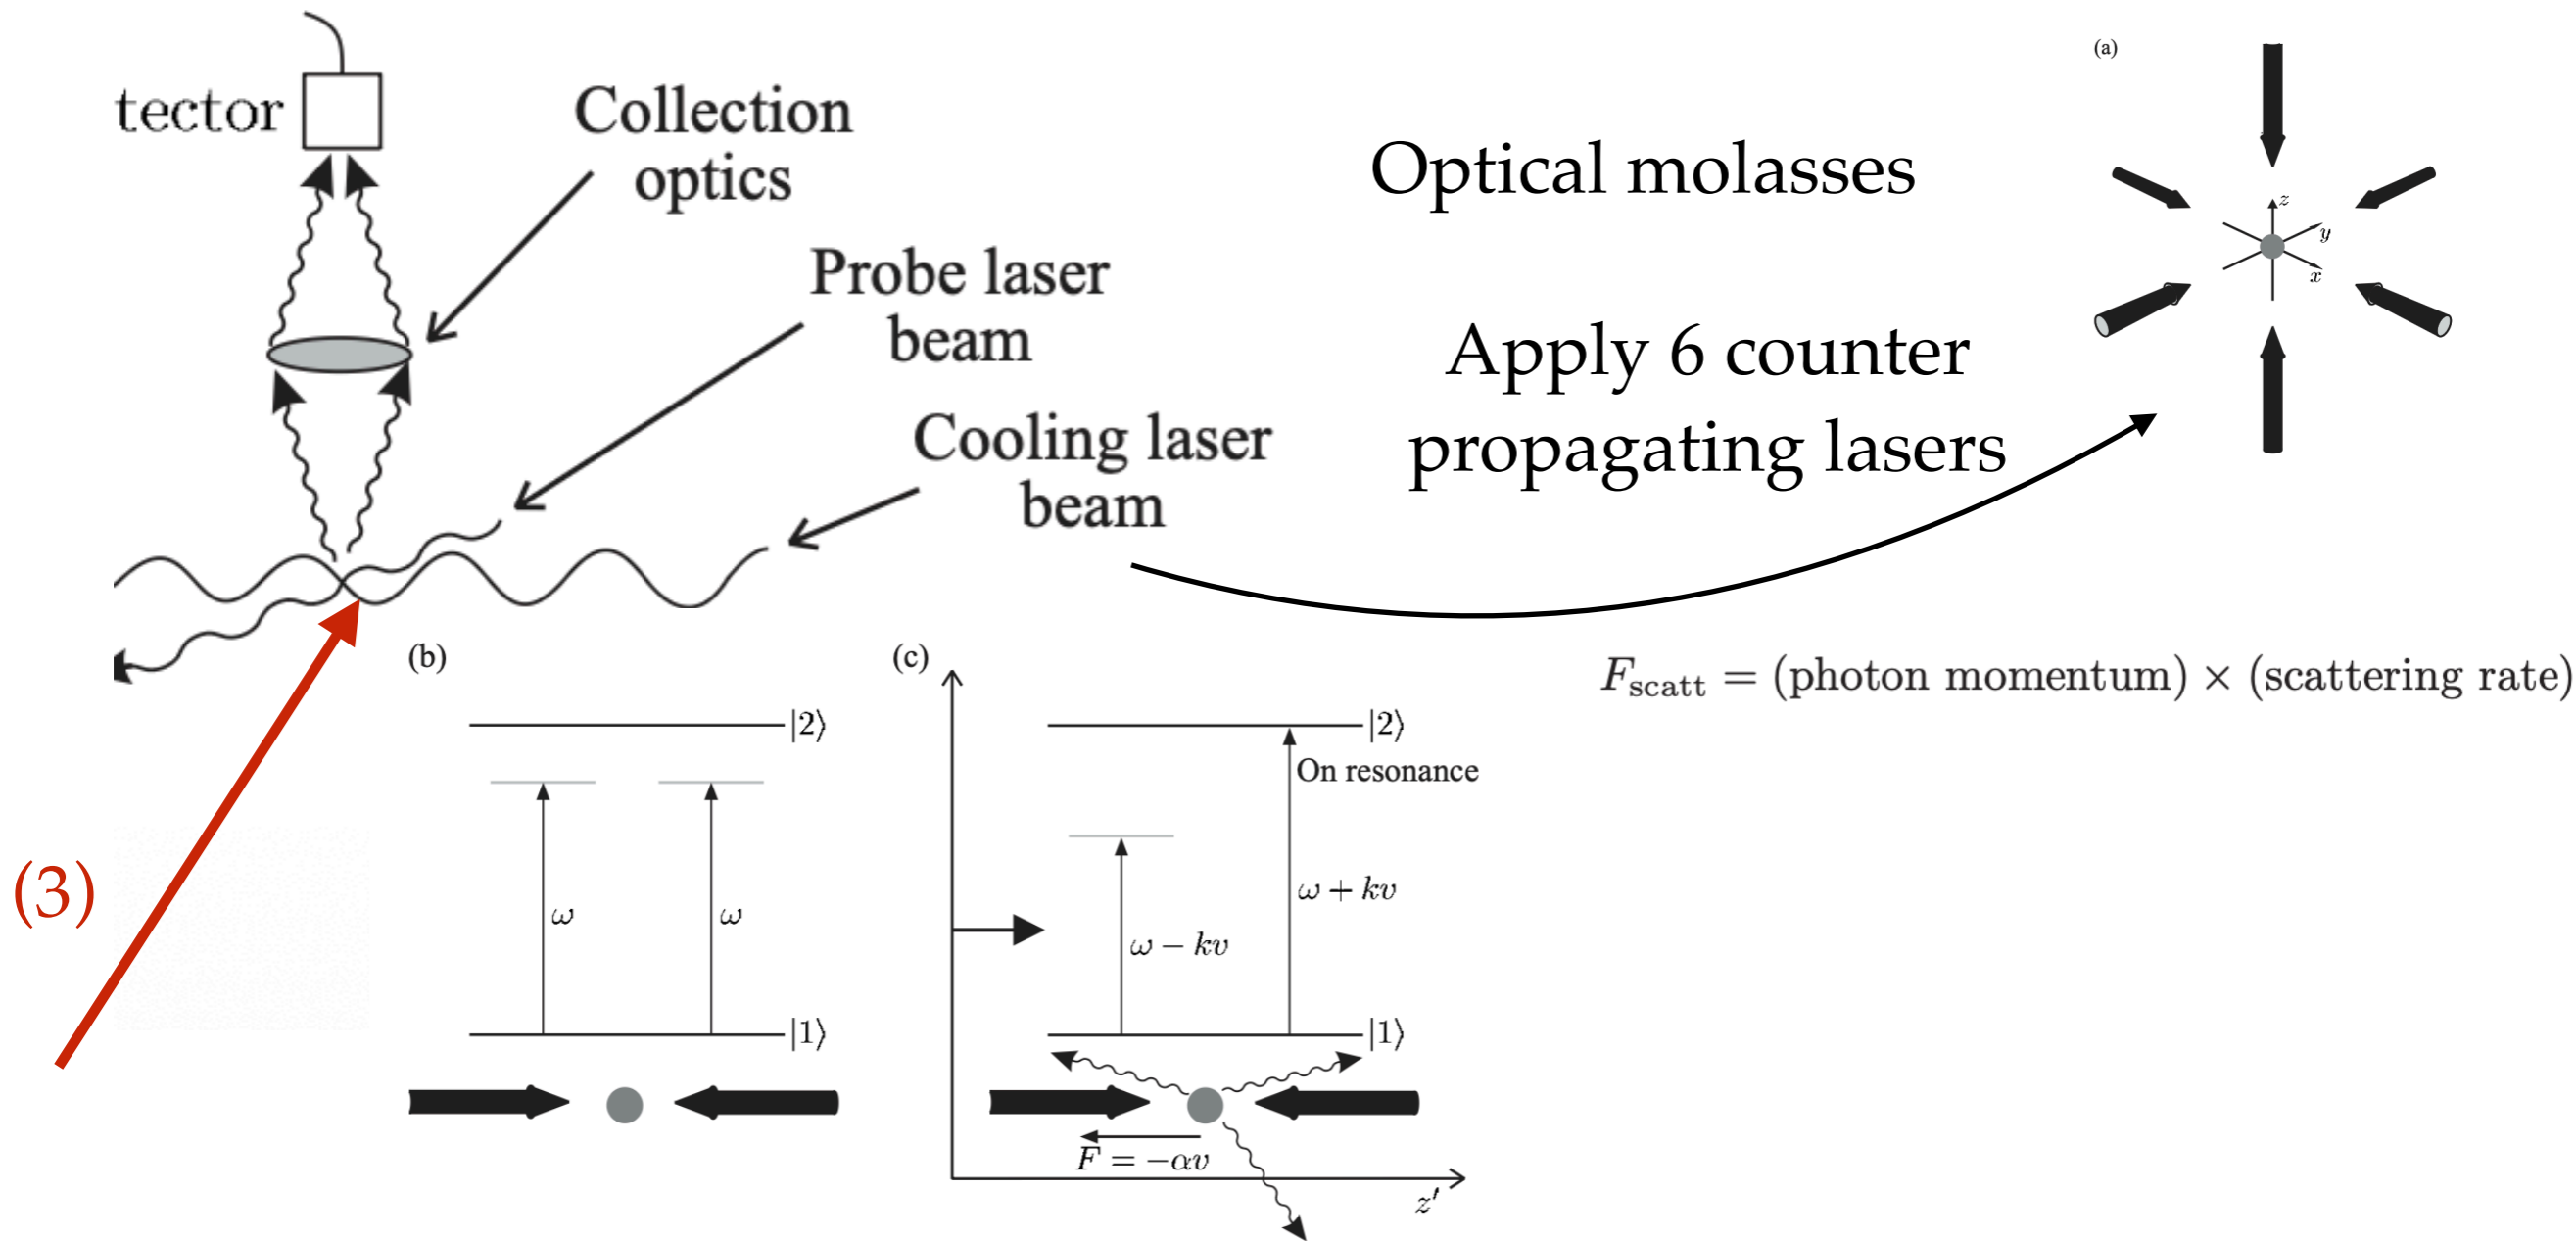 tector
Collection
optics
Probe laser
beam
Cooling laser
beam
Optical molasses
Apply 6 counter
propagating lasers
(a)
z
y
x
F_scatt = (photon momentum) × (scattering rate)
(3)
(b)
|2⟩
ω
ω
|1⟩
(c)
|2⟩
On resonance
ω + kv
ω − kv
|1⟩
F = −αv
z′